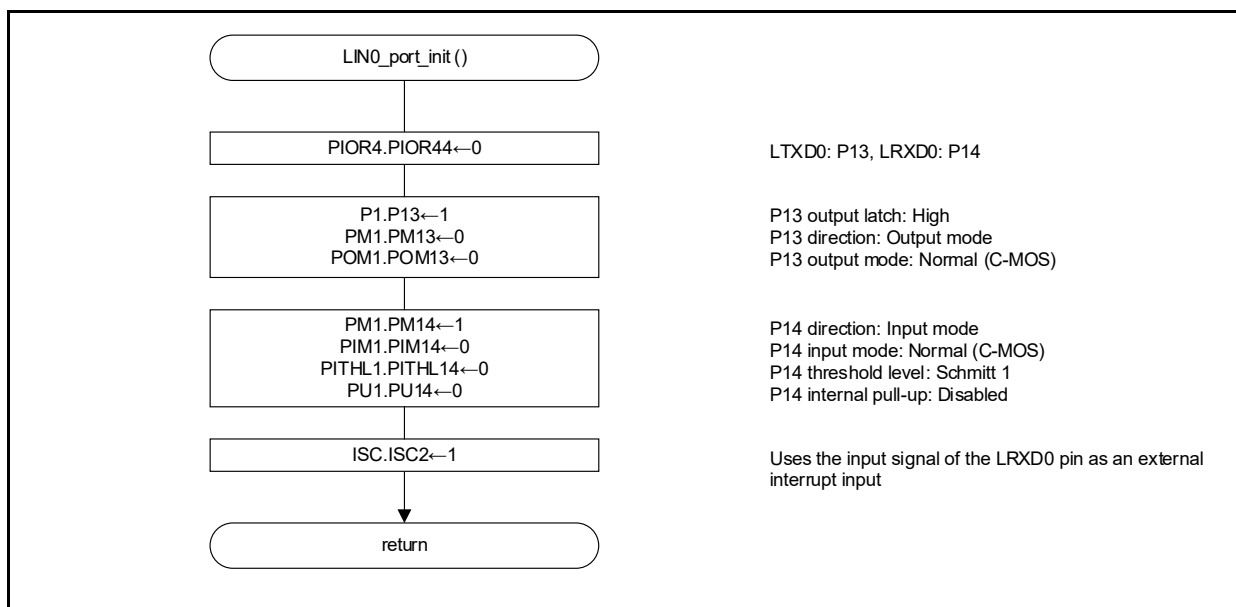 LIN0_port_init ()
PIOR4.PIOR44←0
LTXD0: P13, LRXD0: P14
P1.P13←1
P13 output latch: High
PM1.PM13←0
P13 direction: Output mode
POM1.POM13←0
P13 output mode: Normal (C-MOS)
PM1.PM14←1
P14 direction: Input mode
PIM1.PIM14←0
P14 input mode: Normal (C-MOS)
PITHL1.PITHL14←0
P14 threshold level: Schmitt 1
PU1.PU14←0
P14 internal pull-up: Disabled
ISC.ISC2←1
Uses the input signal of the LRXD0 pin as an external
interrupt input
return